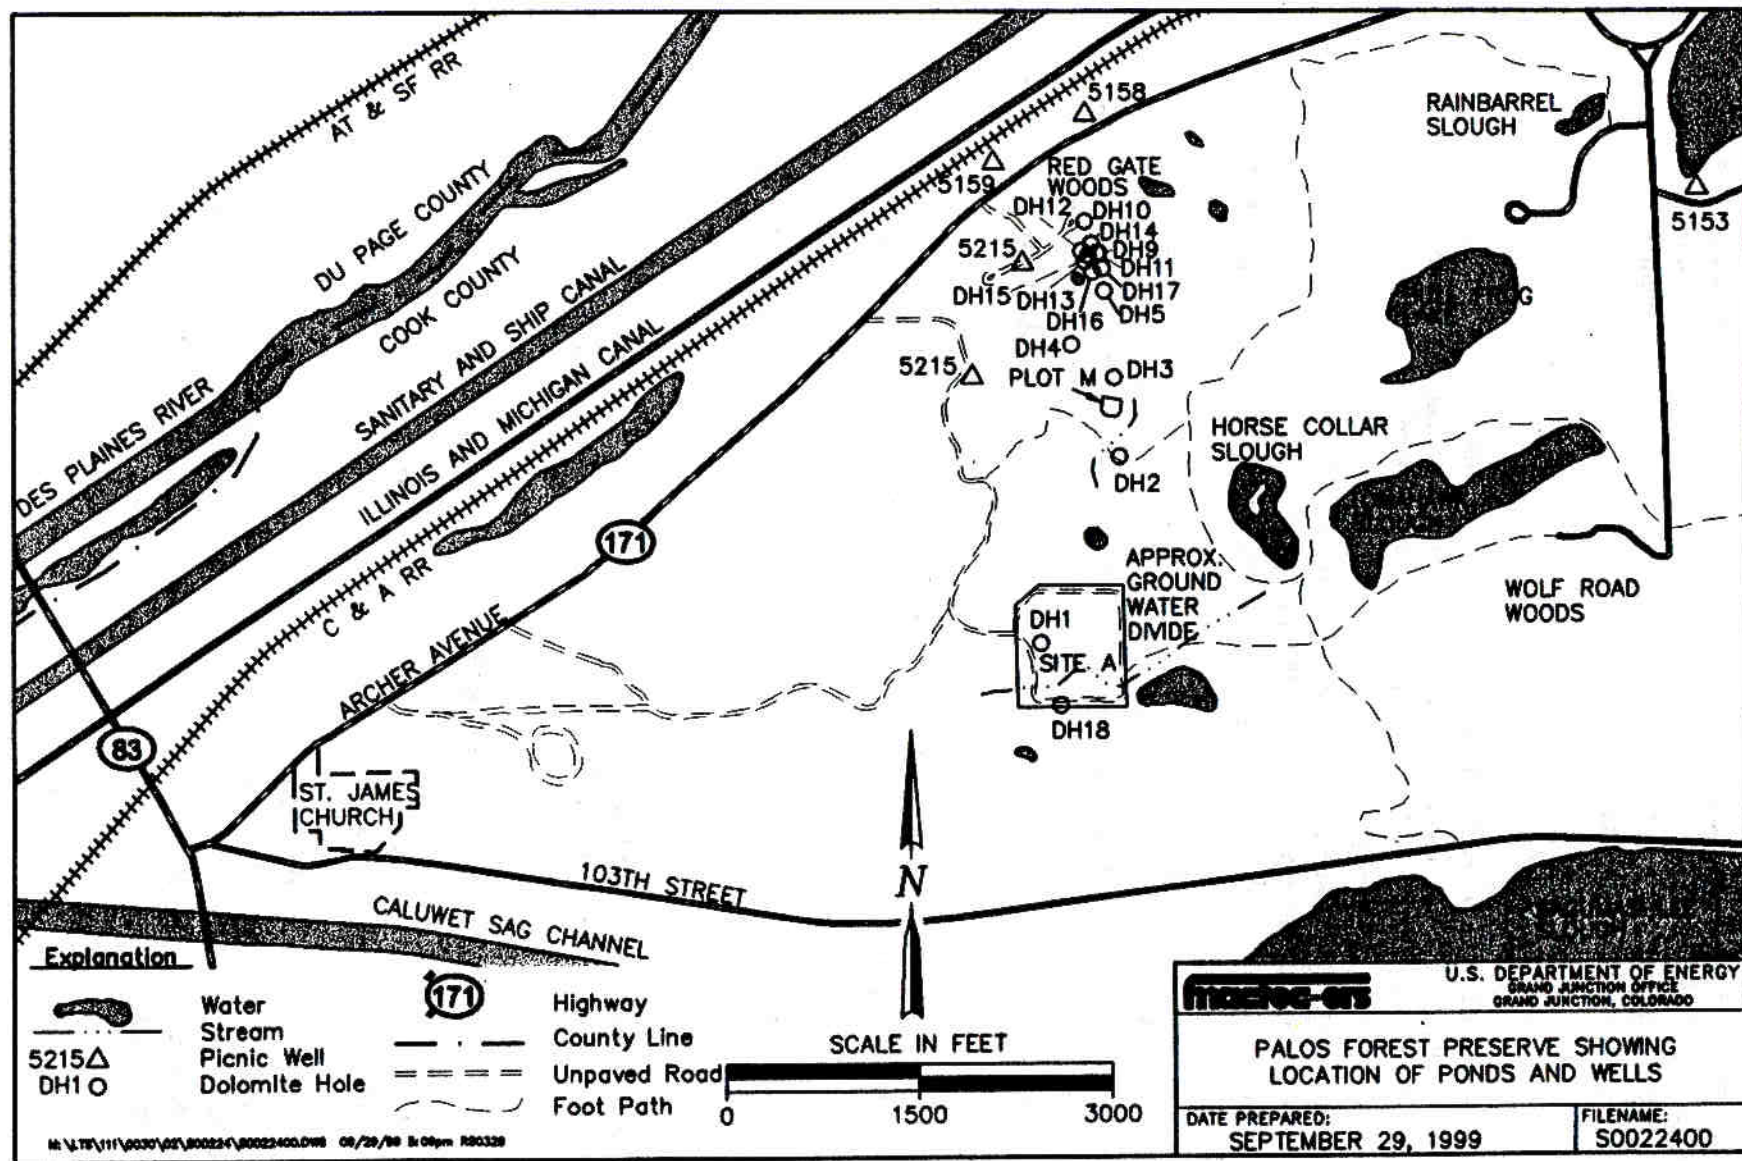 AT & SF RR
DU PAGE COUNTY
COOK COUNTY
DES PLAINES RIVER
SANITARY AND SHIP CANAL
ILLINOIS AND MICHIGAN CANAL
C & A RR
ARCHER AVENUE
171
83
ST. JAMES
CHURCH
103TH STREET
CALUWET SAG CHANNEL
5158
5159
RED GATE
WOODS
DH12
DH10
DH14
DH9
DH11
DH17
DH5
5215
DH15
DH13
DH16
DH4
5215
DH3
PLOT M
DH2
RAINBARREL
SLOUGH
5153
HORSE COLLAR
SLOUGH
APPROX.
GROUND
WATER
DIVIDE
WOLF ROAD
WOODS
DH1
SITE A
DH18
N
Explanation
Water
Stream
5215 Picnic Well
DH1 Dolomite Hole
171 Highway
County Line
Unpaved Road
Foot Path
SCALE IN FEET
0 1500 3000
mactec-ers
U.S. DEPARTMENT OF ENERGY
GRAND JUNCTION OFFICE
GRAND JUNCTION, COLORADO
PALOS FOREST PRESERVE SHOWING
LOCATION OF PONDS AND WELLS
DATE PREPARED:
SEPTEMBER 29, 1999
FILENAME:
S0022400